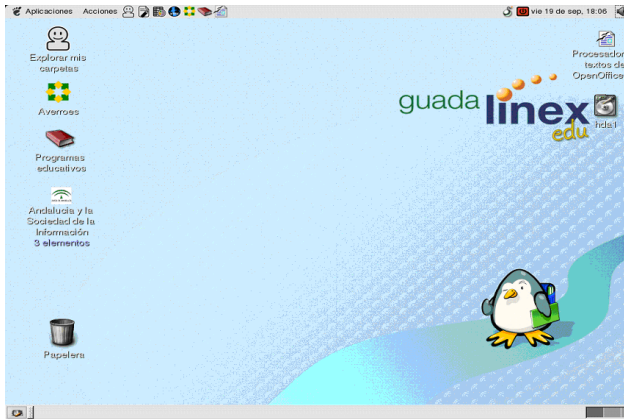 Aplicaciones Acciones vie 19 de sep, 18:06
Explorar mis
carpetas
Averroes
Programas
educativos
Andalucia y la
Sociedad de la
Información
3 elementos
Papelera
guada linex
edu
Procesador
textos de
OpenOffice
hda1